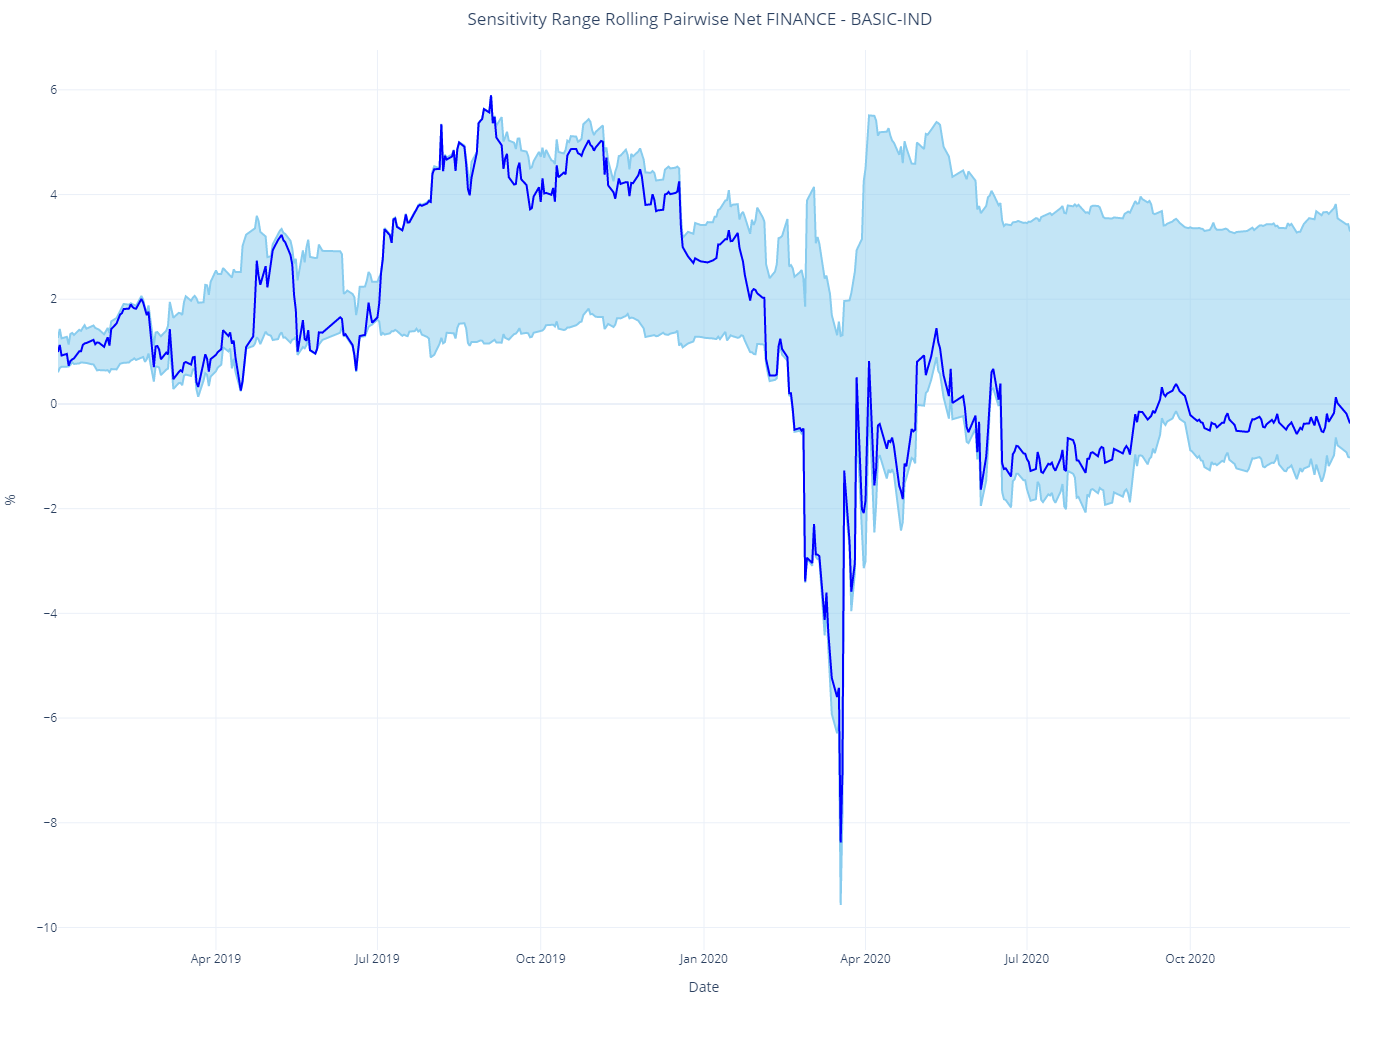 Sensitivity Range Rolling Pairwise Net FINANCE - BASIC-IND
6
4
2
0
−2
−4
−6
−8
−10
%
Apr 2019
Jul 2019
Oct 2019
Jan 2020
Apr 2020
Jul 2020
Oct 2020
Date